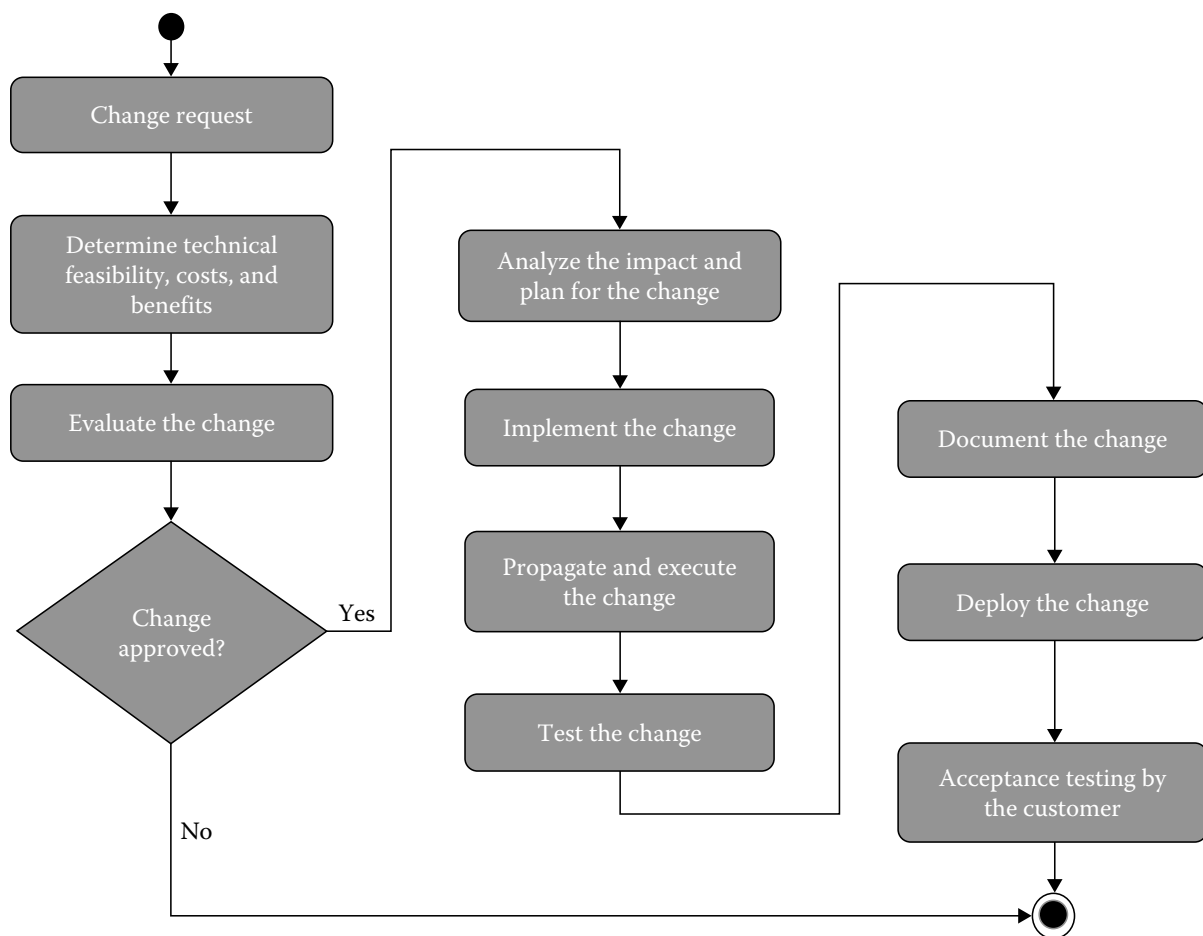 Change request
Determine technical
feasibility, costs, and
benefits
Evaluate the change
Change
approved?
Yes
No
Analyze the impact and
plan for the change
Implement the change
Propagate and execute
the change
Test the change
Document the change
Deploy the change
Acceptance testing by
the customer